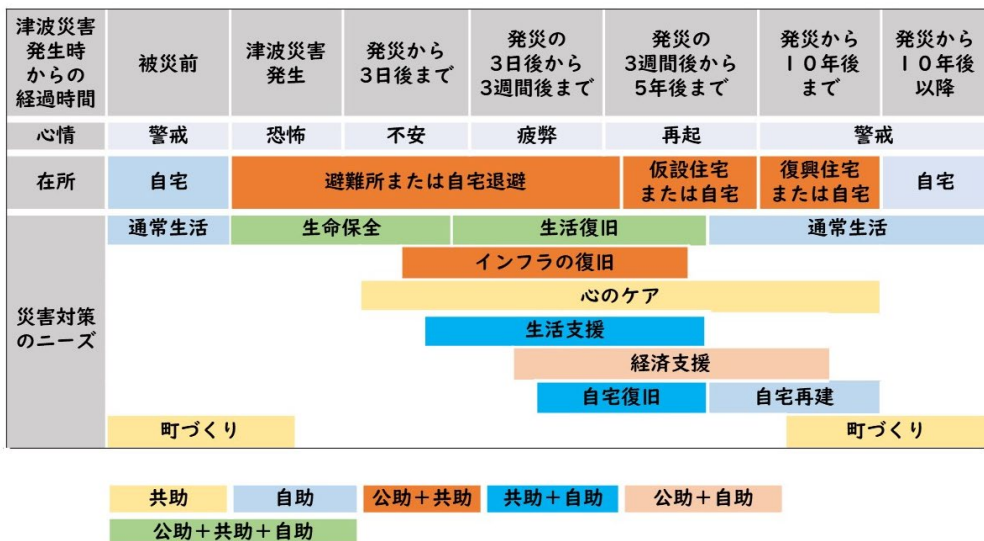 津波災害
発生時
からの
経過時間
被災前
津波災害
発生
発災から
3日後まで
発災の
3日後から
3週間後まで
発災の
3週間後から
5年後まで
発災から
10年後
まで
発災から
10年後
以降
心情
警戒
恐怖
不安
疲弊
再起
警戒
在所
自宅
避難所または自宅退避
仮設住宅
または自宅
復興住宅
または自宅
自宅
災害対策
のニーズ
通常生活
生命保全
生活復旧
通常生活
インフラの復旧
心のケア
生活支援
経済支援
自宅復旧
自宅再建
町づくり
町づくり
共助
自助
公助+共助
共助+自助
公助+自助
公助+共助+自助